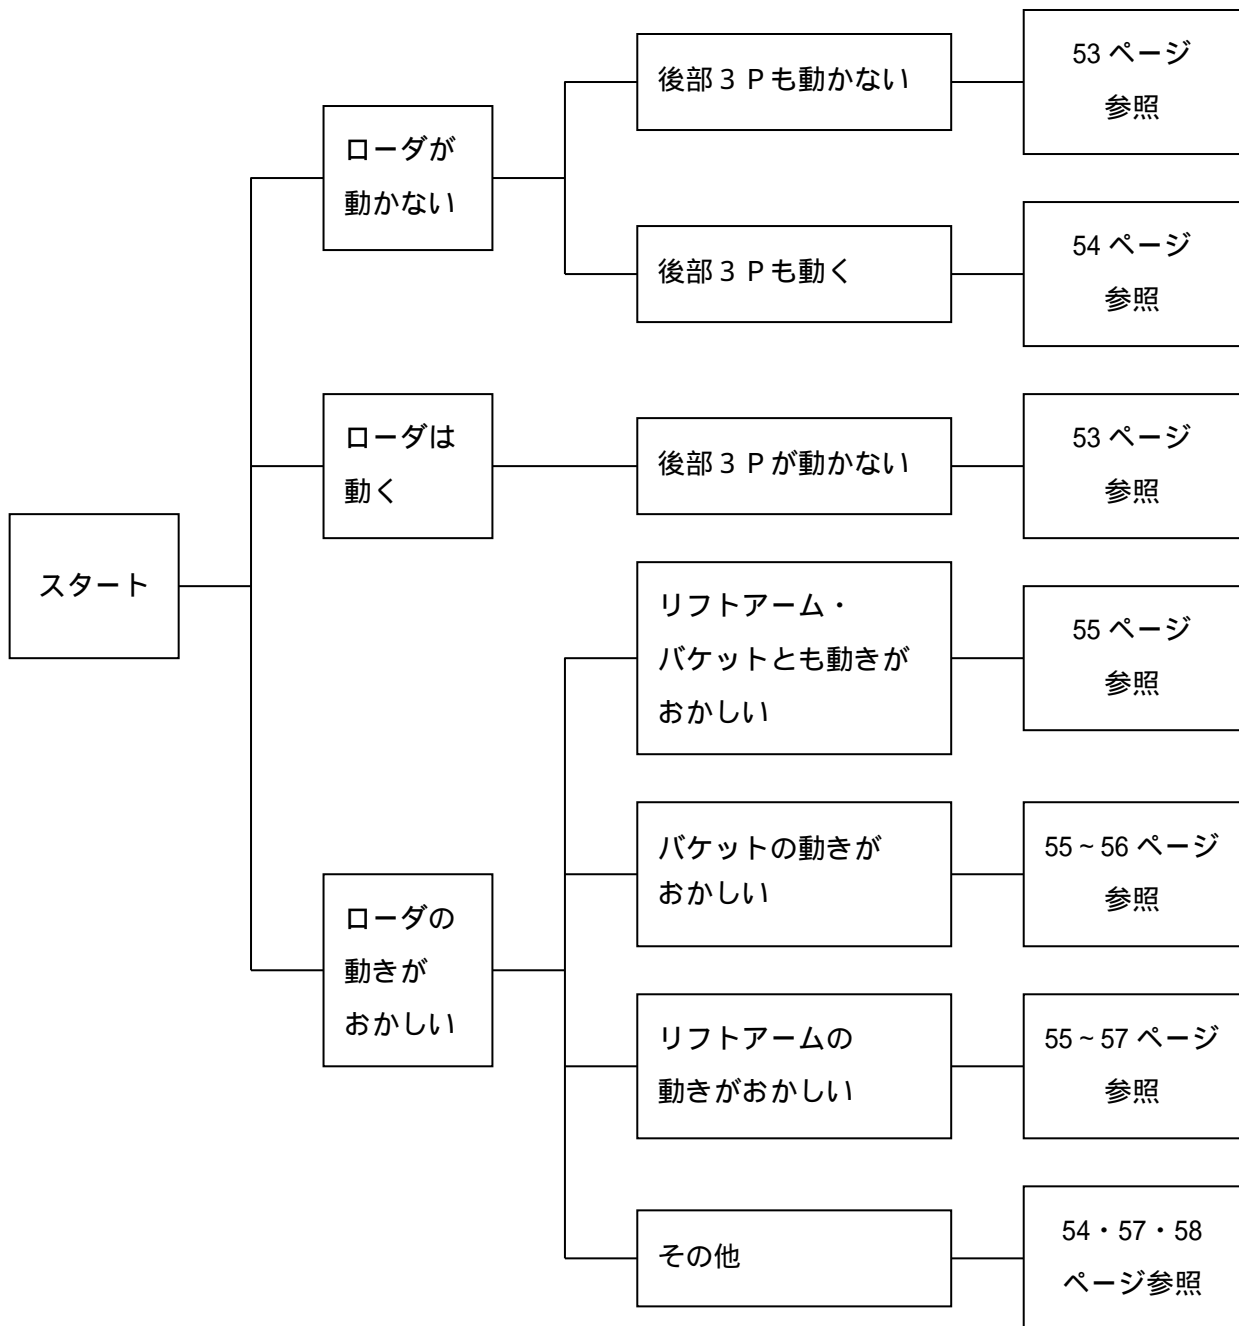 スタート
ローダが
動かない
後部３Ｐも動かない
53 ページ
参照
後部３Ｐも動く
54 ページ
参照
ローダは
動く
後部３Ｐが動かない
53 ページ
参照
ローダの
動きが
おかしい
リフトアーム・
バケットとも動きが
おかしい
55 ページ
参照
バケットの動きが
おかしい
55～56 ページ
参照
リフトアームの
動きがおかしい
55～57 ページ
参照
その他
54・57・58
ページ参照